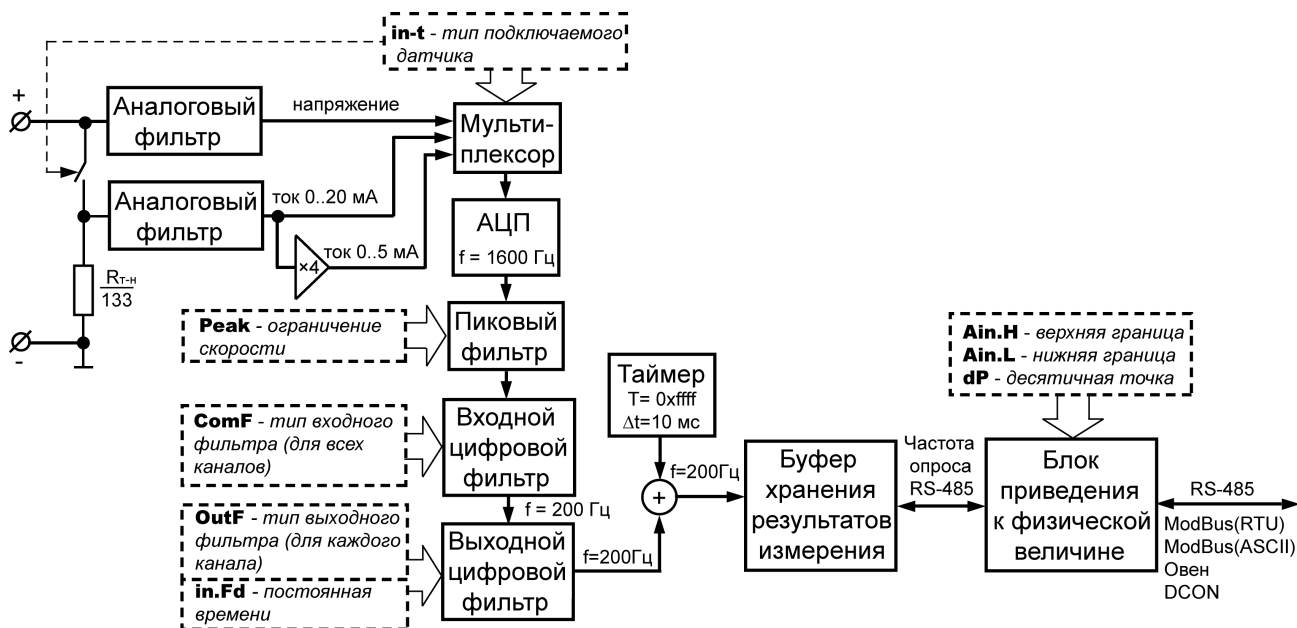 in-t - тип подключаемого
датчика
+
Аналоговый
фильтр
напряжение
Мульти-
плексор
Аналоговый
фильтр
ток 0..20 мА
×4
ток 0..5 мА
АЦП
f = 1600 Гц
Rт-н
133
-
Peak - ограничение
скорости
Пиковый
фильтр
ComF - тип входного
фильтра (для всех
каналов)
Входной
цифровой
фильтр
f = 200 Гц
OutF - тип выходного
фильтра (для каждого
канала)
in.Fd - постоянная
времени
Выходной
цифровой
фильтр
f=200Гц
Таймер
T= 0xffff
Δt=10 мс
+
f=200Гц
Буфер
хранения
результатов
измерения
Частота
опроса
RS-485
Ain.H - верхняя граница
Ain.L - нижняя граница
dP - десятичная точка
Блок
приведения
к физической
величине
RS-485
ModBus(RTU)
ModBus(ASCII)
Овен
DCON